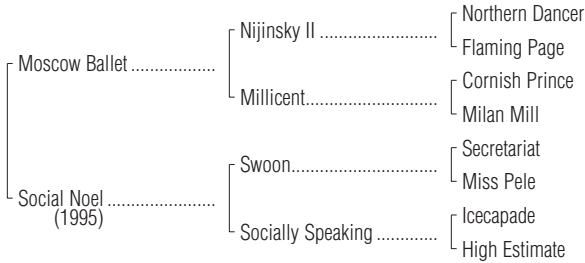 Northern Dancer
Nijinsky II ........................
Flaming Page
Moscow Ballet .................
Cornish Prince
Millicent...........................
Milan Mill
Secretariat
Swoon..............................
Miss Pele
Social Noel ......................
(1995)
Icecapade
Socially Speaking .............
High Estimate